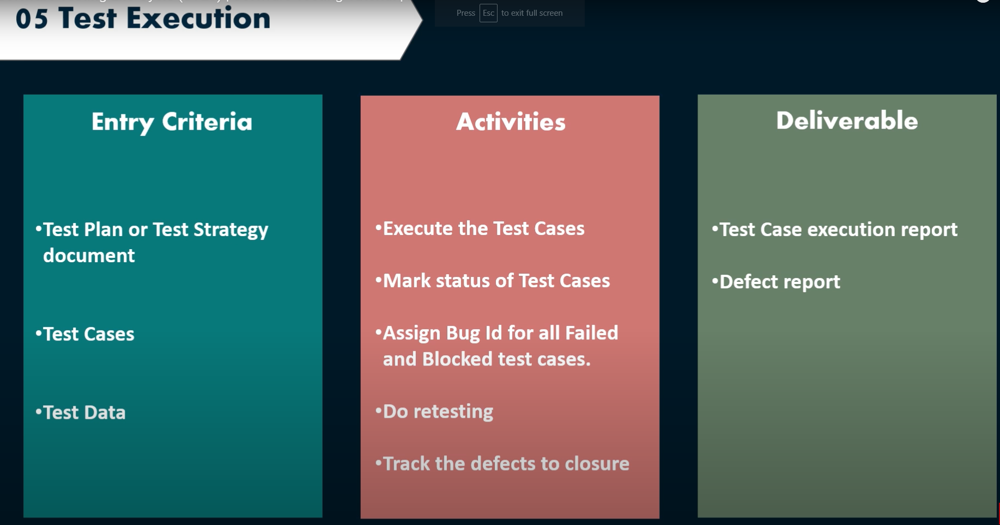 05 Test Execution
Press Esc to exit full screen
Entry Criteria
•Test Plan or Test Strategy
document
•Test Cases
•Test Data
Activities
•Execute the Test Cases
•Mark status of Test Cases
•Assign Bug Id for all Failed
and Blocked test cases.
•Do retesting
•Track the defects to closure
Deliverable
•Test Case execution report
•Defect report